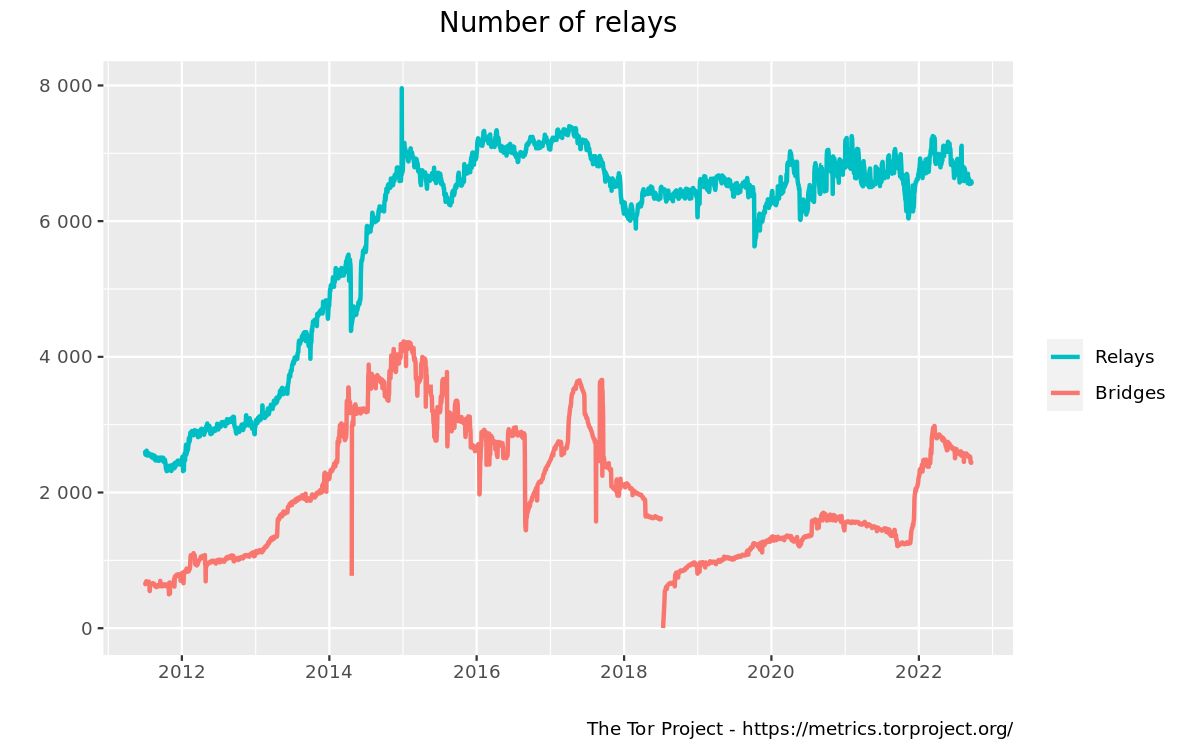 Number of relays
8 000
6 000
4 000
2 000
0
2012 2014 2016 2018 2020 2022
Relays
Bridges
The Tor Project - https://metrics.torproject.org/